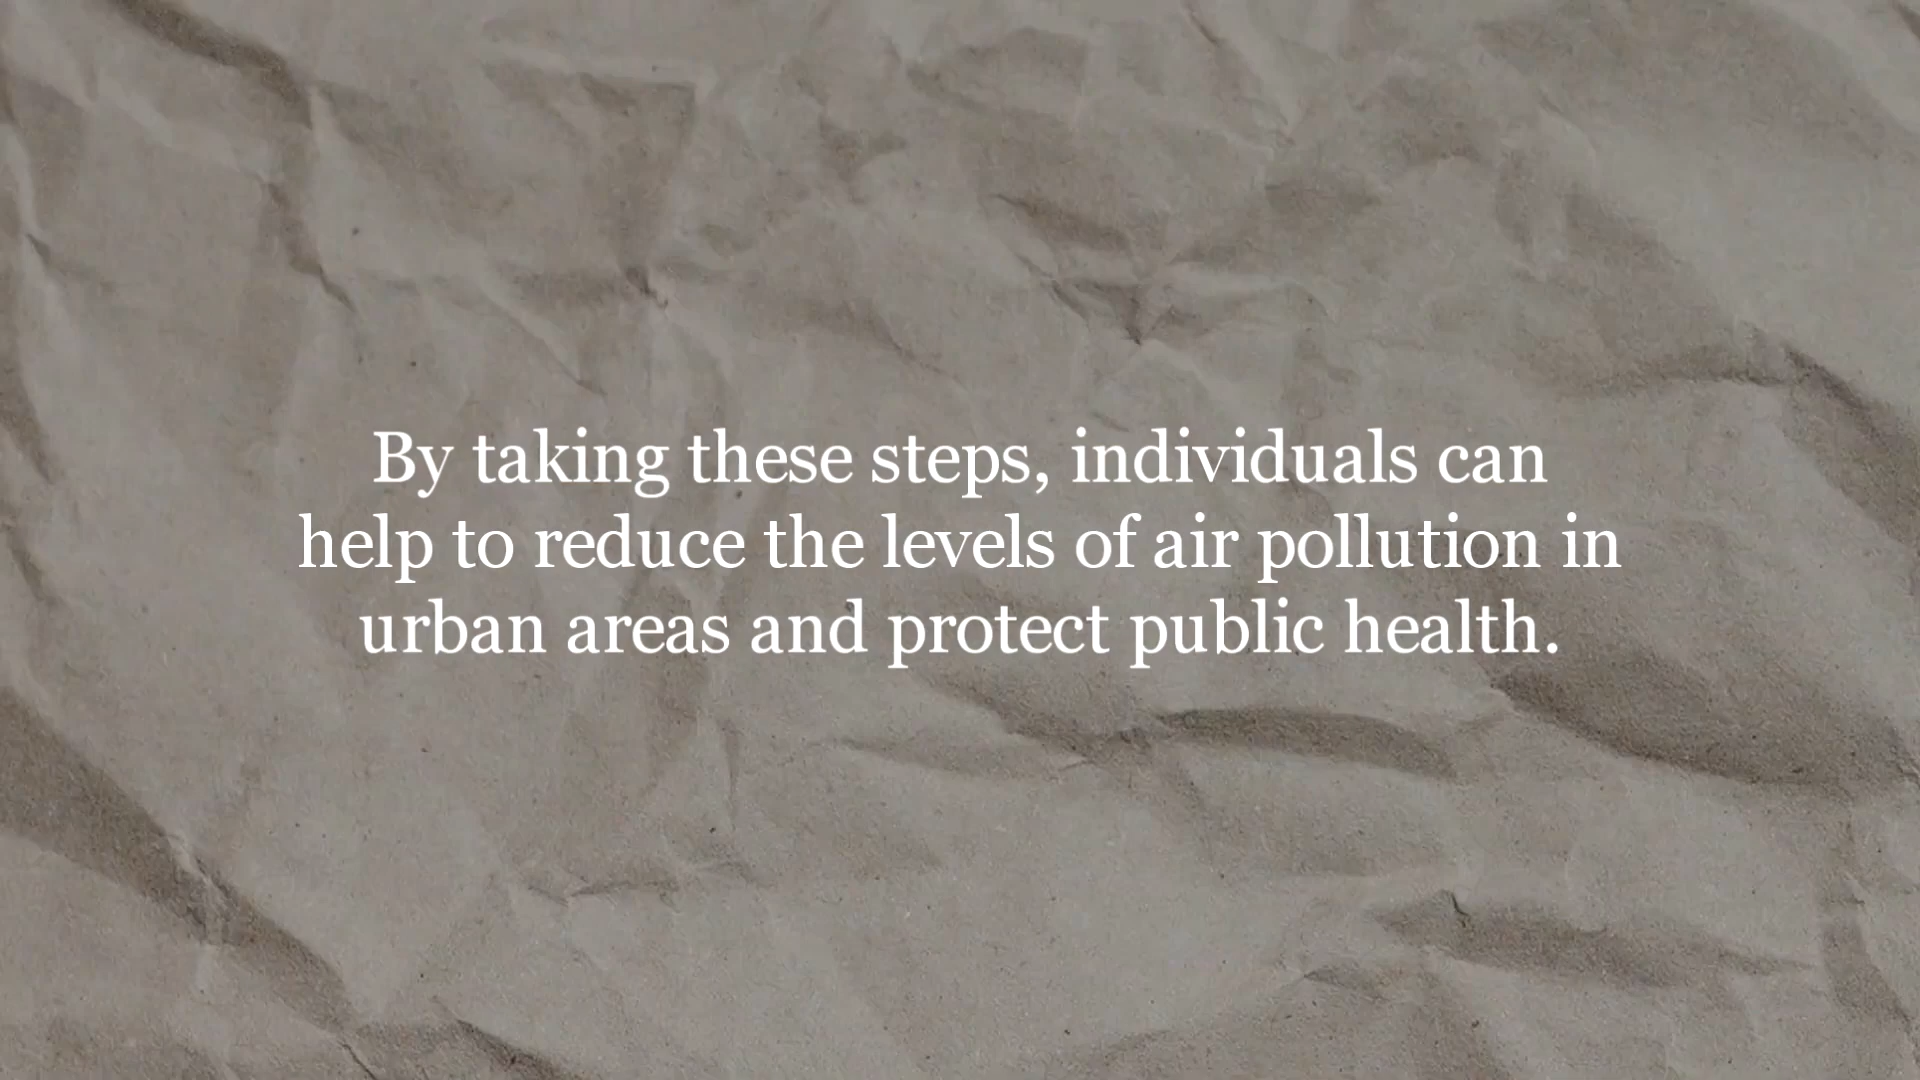 By taking these steps, individuals can
help to reduce the levels of air pollution in
urban areas and protect public health.